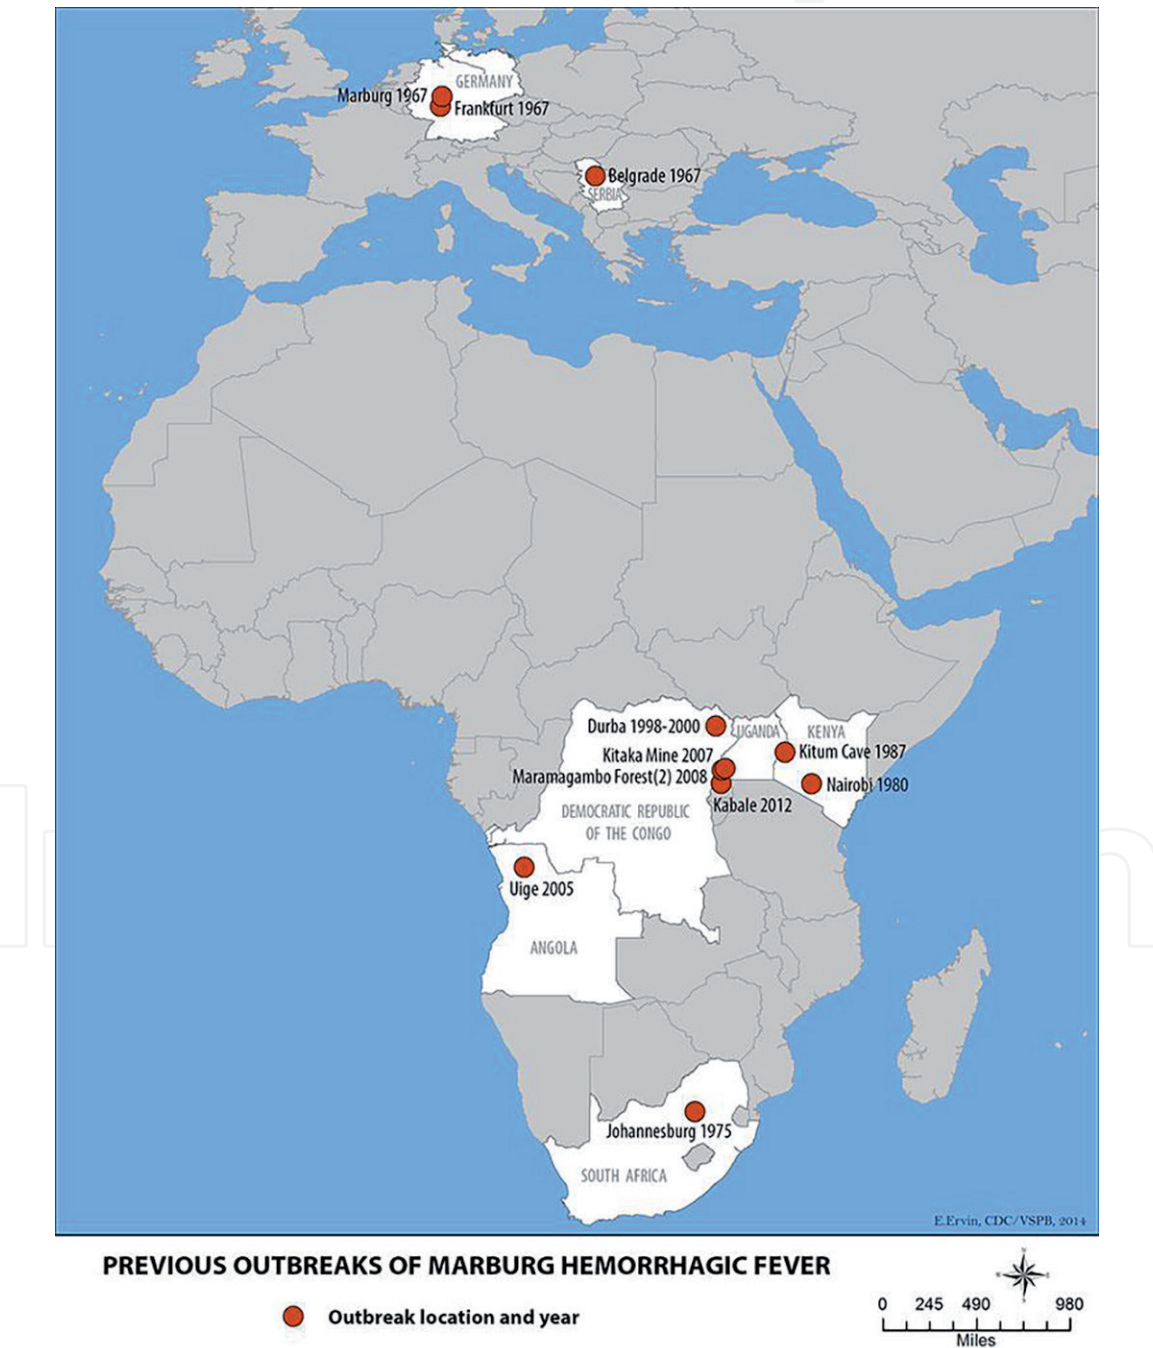 GERMANY
Marburg 1967
Frankfurt 1967
Belgrade 1967
SERBIA
Durba 1998-2000
UGANDA
KENYA
Kitaka Mine 2007
Kitum Cave 1987
Maramagambo Forest(2) 2008
Nairobi 1980
Kabale 2012
DEMOCRATIC REPUBLIC
OF THE CONGO
Uige 2005
ANGOLA
Johannesburg 1975
SOUTH AFRICA
E.Ervin, CDC/VSPB, 2014
PREVIOUS OUTBREAKS OF MARBURG HEMORRHAGIC FEVER
Outbreak location and year
0 245 490 980
Miles